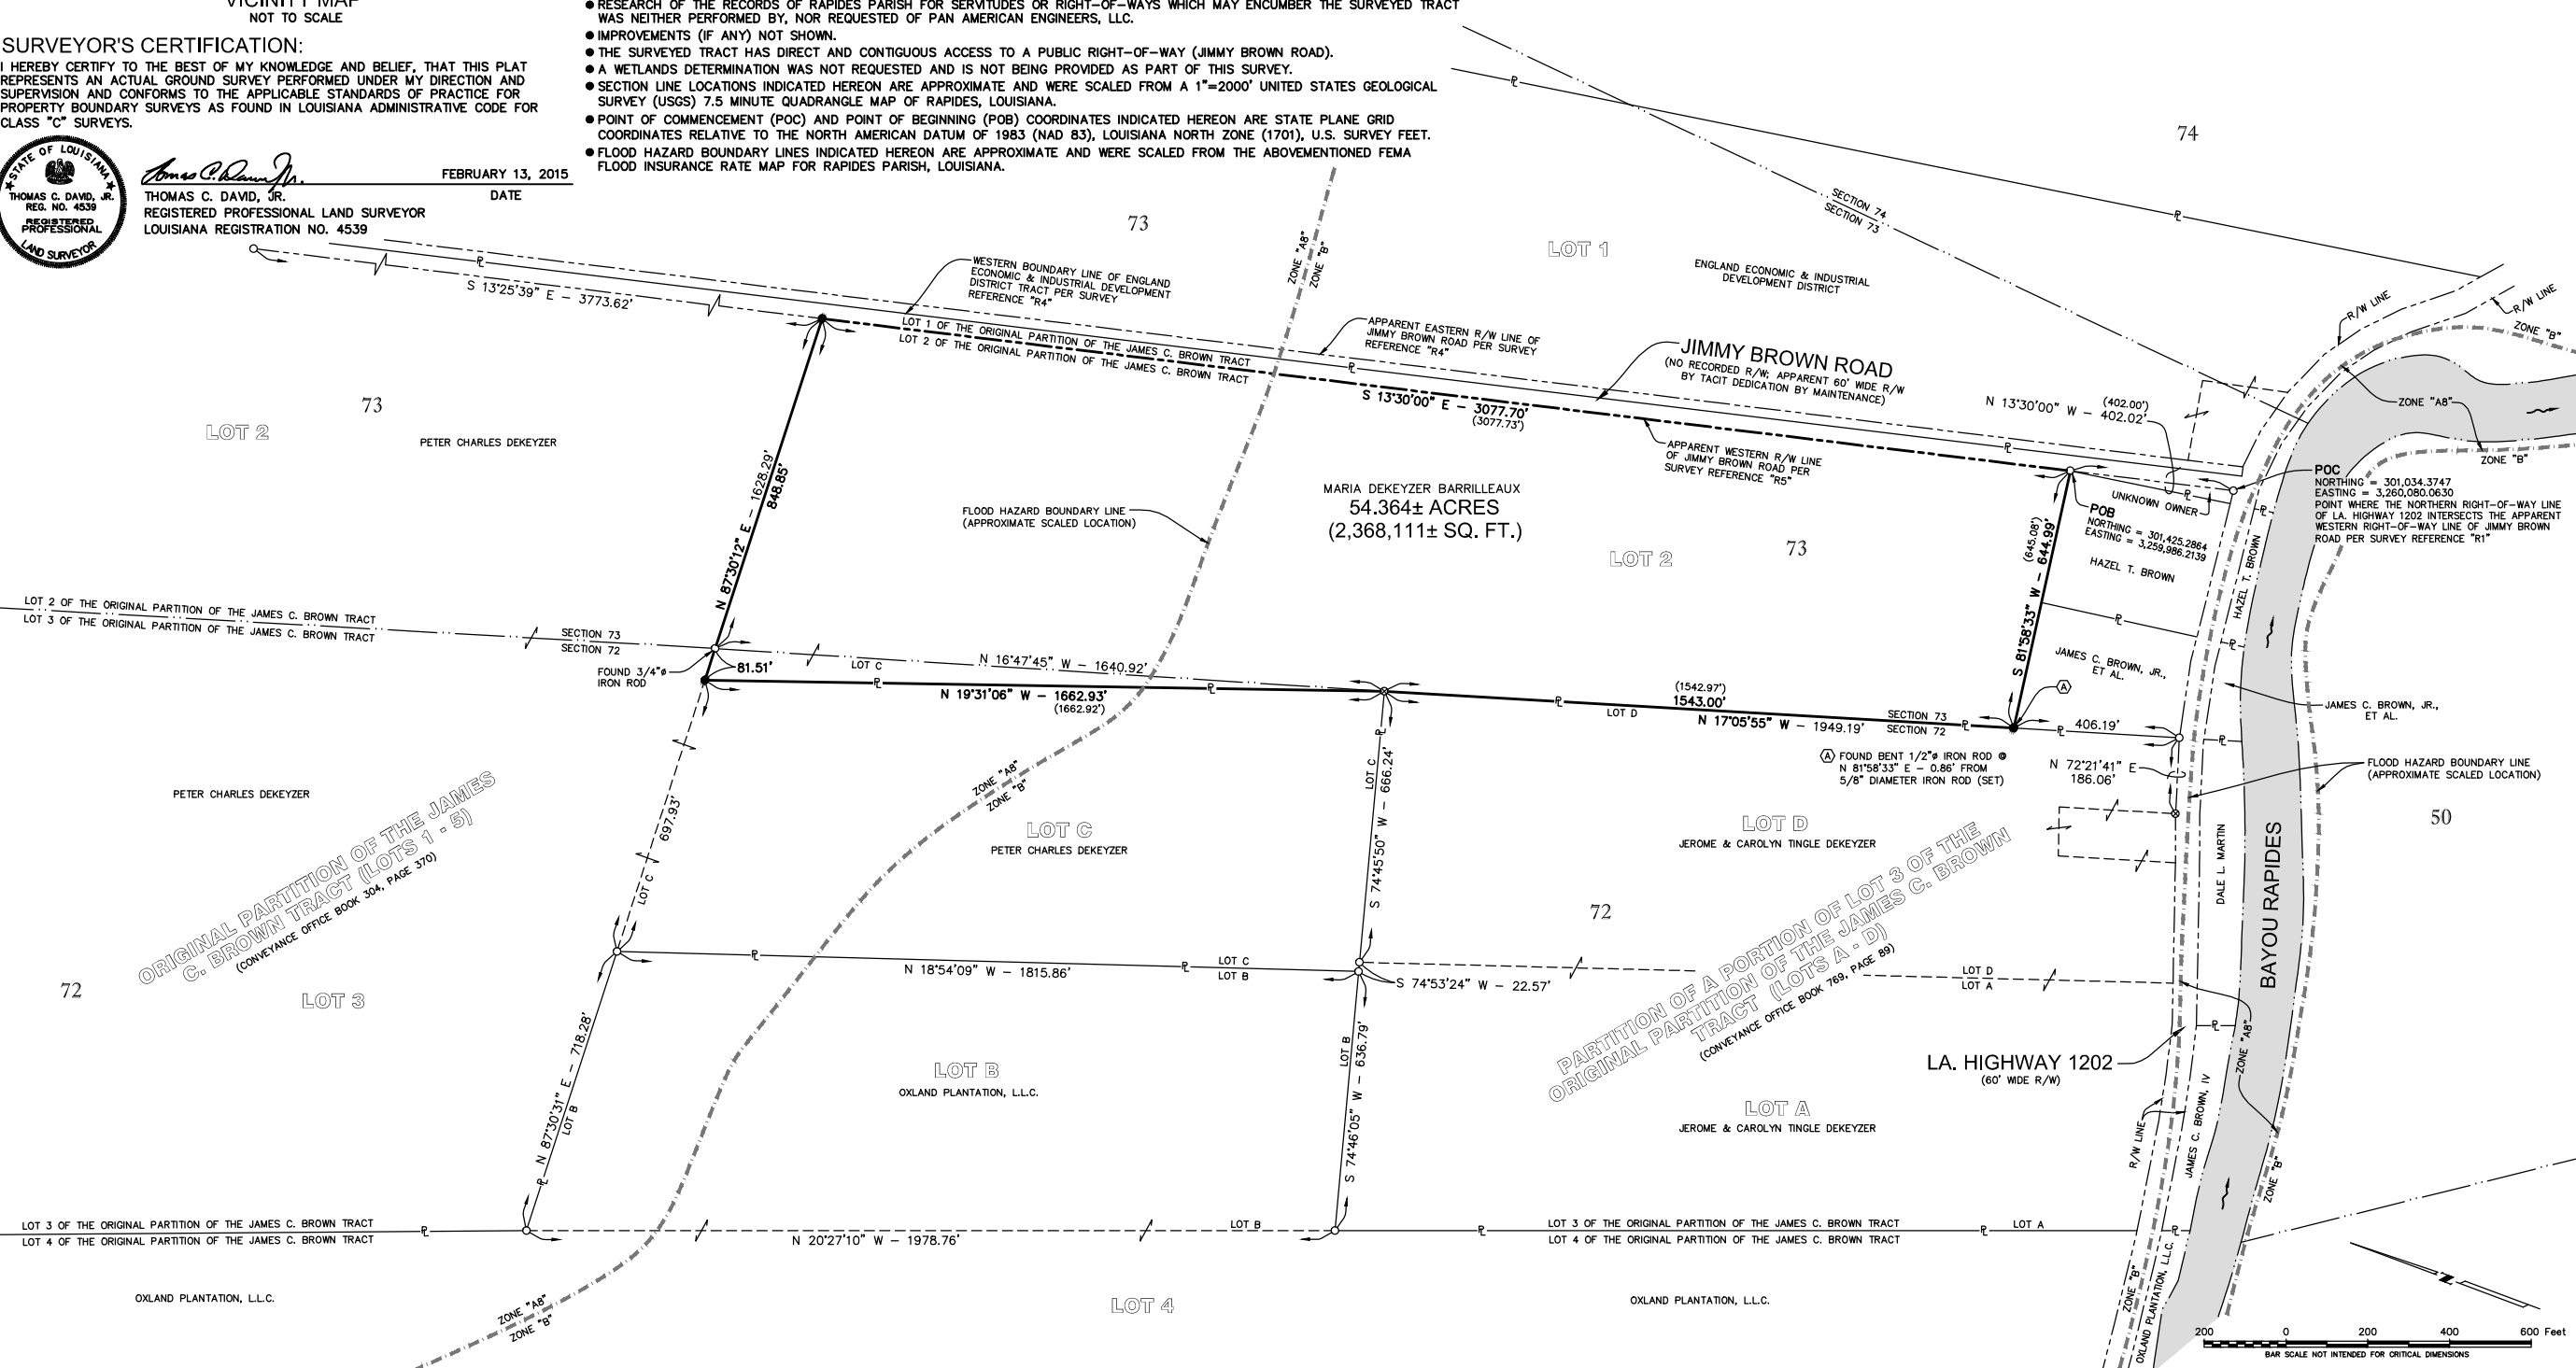 VICINITY MAP
NOT TO SCALE
SURVEYOR'S CERTIFICATION:
I HEREBY CERTIFY TO THE BEST OF MY KNOWLEDGE AND BELIEF, THAT THIS PLAT
REPRESENTS AN ACTUAL GROUND SURVEY PERFORMED UNDER MY DIRECTION AND
SUPERVISION AND CONFORMS TO THE APPLICABLE STANDARDS OF PRACTICE FOR
PROPERTY BOUNDARY SURVEYS AS FOUND IN LOUISIANA ADMINISTRATIVE CODE FOR
CLASS "C" SURVEYS.
STATE OF LOUISIANA
THOMAS C. DAVID, JR.
REG. NO. 4539
REGISTERED
PROFESSIONAL
LAND SURVEYOR
FEBRUARY 13, 2015
THOMAS C. DAVID, JR.
DATE
REGISTERED PROFESSIONAL LAND SURVEYOR
LOUISIANA REGISTRATION NO. 4539
● RESEARCH OF THE RECORDS OF RAPIDES PARISH FOR SERVITUDES OR RIGHT-OF-WAYS WHICH MAY ENCUMBER THE SURVEYED TRACT
WAS NEITHER PERFORMED BY, NOR REQUESTED OF PAN AMERICAN ENGINEERS, LLC.
● IMPROVEMENTS (IF ANY) NOT SHOWN.
● THE SURVEYED TRACT HAS DIRECT AND CONTIGUOUS ACCESS TO A PUBLIC RIGHT-OF-WAY (JIMMY BROWN ROAD).
● A WETLANDS DETERMINATION WAS NOT REQUESTED AND IS NOT BEING PROVIDED AS PART OF THIS SURVEY.
● SECTION LINE LOCATIONS INDICATED HEREON ARE APPROXIMATE AND WERE SCALED FROM A 1"=2000' UNITED STATES GEOLOGICAL
SURVEY (USGS) 7.5 MINUTE QUADRANGLE MAP OF RAPIDES, LOUISIANA.
● POINT OF COMMENCEMENT (POC) AND POINT OF BEGINNING (POB) COORDINATES INDICATED HEREON ARE STATE PLANE GRID
COORDINATES RELATIVE TO THE NORTH AMERICAN DATUM OF 1983 (NAD 83), LOUISIANA NORTH ZONE (1701), U.S. SURVEY FEET.
● FLOOD HAZARD BOUNDARY LINES INDICATED HEREON ARE APPROXIMATE AND WERE SCALED FROM THE ABOVEMENTIONED FEMA
FLOOD INSURANCE RATE MAP FOR RAPIDES PARISH, LOUISIANA.
74
SECTION 74
SECTION 73
73
ZONE "A8"
ZONE "B"
LOT 1
ENGLAND ECONOMIC & INDUSTRIAL
DEVELOPMENT DISTRICT
WESTERN BOUNDARY LINE OF ENGLAND
ECONOMIC & INDUSTRIAL DEVELOPMENT
DISTRICT TRACT PER SURVEY
REFERENCE "R4"
S 13°25'39" E - 3773.62'
LOT 1 OF THE ORIGINAL PARTITION OF THE JAMES C. BROWN TRACT
LOT 2 OF THE ORIGINAL PARTITION OF THE JAMES C. BROWN TRACT
APPARENT EASTERN R/W LINE OF
JIMMY BROWN ROAD PER SURVEY
REFERENCE "R4"
JIMMY BROWN ROAD
(NO RECORDED R/W; APPARENT 60' WIDE R/W
BY TACIT DEDICATION BY MAINTENANCE)
S 13°30'00" E - 3077.70'
(3077.73')
APPARENT WESTERN R/W LINE
OF JIMMY BROWN ROAD PER
SURVEY REFERENCE "R5"
(402.00')
N 13°30'00" W - 402.02'
R/W LINE
R/W LINE
ZONE "B"
ZONE "A8"
ZONE "B"
POC
NORTHING = 301,034.3747
EASTING = 3,260,080.0630
POINT WHERE THE NORTHERN RIGHT-OF-WAY LINE
OF LA. HIGHWAY 1202 INTERSECTS THE APPARENT
WESTERN RIGHT-OF-WAY LINE OF JIMMY BROWN
ROAD PER SURVEY REFERENCE "R1"
UNKNOWN OWNER
POB
NORTHING = 301,425.2864
EASTING = 3,259,986.2139
HAZEL T. BROWN
HAZEL T. BROWN
73
LOT 2
PETER CHARLES DEKEYZER
N 87°30'12" E - 1628.29'
848.85'
FLOOD HAZARD BOUNDARY LINE
(APPROXIMATE SCALED LOCATION)
MARIA DEKEYZER BARRILLEAUX
54.364± ACRES
(2,368,111± SQ. FT.)
LOT 2
73
(645.08')
S 81°58'33" W - 644.99'
JAMES C. BROWN, JR.,
ET AL.
JAMES C. BROWN, JR.,
ET AL.
LOT 2 OF THE ORIGINAL PARTITION OF THE JAMES C. BROWN TRACT
LOT 3 OF THE ORIGINAL PARTITION OF THE JAMES C. BROWN TRACT
SECTION 73
SECTION 72
FOUND 3/4"ø
IRON ROD
81.51'
LOT C
N 16°47'45" W - 1640.92'
N 19°31'06" W - 1662.93'
(1662.92')
(1542.97')
1543.00'
LOT D
N 17°05'55" W - 1949.19'
SECTION 73
SECTION 72
A
406.19'
A FOUND BENT 1/2"ø IRON ROD @
N 81°58'33" E - 0.86' FROM
5/8" DIAMETER IRON ROD (SET)
N 72°21'41" E
186.06'
FLOOD HAZARD BOUNDARY LINE
(APPROXIMATE SCALED LOCATION)
50
PETER CHARLES DEKEYZER
ORIGINAL PARTITION OF THE JAMES
C. BROWN TRACT (LOTS 1 - 5)
(CONVEYANCE OFFICE BOOK 304, PAGE 370)
697.93'
LOT C
ZONE "A8"
ZONE "B"
LOT C
PETER CHARLES DEKEYZER
LOT C
S 74°45'50" W - 666.24'
LOT D
JEROME & CAROLYN TINGLE DEKEYZER
72
PARTITION OF A PORTION OF LOT 3 OF THE
ORIGINAL PARTITION OF THE JAMES C. BROWN
TRACT (LOTS A - D)
(CONVEYANCE OFFICE BOOK 769, PAGE 89)
DALE L. MARTIN
BAYOU RAPIDES
72
LOT 3
N 18°54'09" W - 1815.86'
LOT C
LOT B
S 74°53'24" W - 22.57'
LOT D
LOT A
N 87°30'31" E - 718.28'
LOT B
LOT B
OXLAND PLANTATION, L.L.C.
LOT B
S 74°46'05" W - 636.79'
LA. HIGHWAY 1202
(60' WIDE R/W)
LOT A
JEROME & CAROLYN TINGLE DEKEYZER
R/W LINE
JAMES C. BROWN, IV
ZONE "A8"
ZONE "B"
LOT 3 OF THE ORIGINAL PARTITION OF THE JAMES C. BROWN TRACT
LOT 4 OF THE ORIGINAL PARTITION OF THE JAMES C. BROWN TRACT
N 20°27'10" W - 1978.76'
LOT B
LOT 3 OF THE ORIGINAL PARTITION OF THE JAMES C. BROWN TRACT
LOT 4 OF THE ORIGINAL PARTITION OF THE JAMES C. BROWN TRACT
LOT A
OXLAND PLANTATION, L.L.C.
ZONE "A8"
ZONE "B"
LOT 4
OXLAND PLANTATION, L.L.C.
ZONE "B"
OXLAND PLANTATION, L.L.C.
N
200 0 200 400 600 Feet
BAR SCALE NOT INTENDED FOR CRITICAL DIMENSIONS